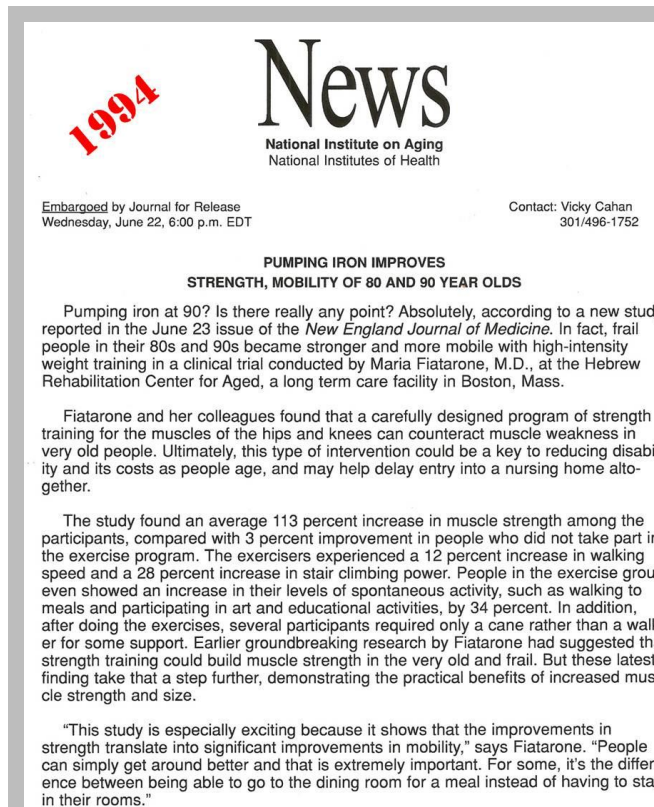 1994
News
National Institute on Aging
National Institutes of Health
Embargoed by Journal for Release
Wednesday, June 22, 6:00 p.m. EDT
Contact: Vicky Cahan
301/496-1752
PUMPING IRON IMPROVES
STRENGTH, MOBILITY OF 80 AND 90 YEAR OLDS
Pumping iron at 90? Is there really any point? Absolutely, according to a new stud
reported in the June 23 issue of the New England Journal of Medicine. In fact, frail
people in their 80s and 90s became stronger and more mobile with high-intensity
weight training in a clinical trial conducted by Maria Fiatarone, M.D., at the Hebrew
Rehabilitation Center for Aged, a long term care facility in Boston, Mass.
Fiatarone and her colleagues found that a carefully designed program of strength
training for the muscles of the hips and knees can counteract muscle weakness in
very old people. Ultimately, this type of intervention could be a key to reducing disabi
ity and its costs as people age, and may help delay entry into a nursing home alto-
gether.
The study found an average 113 percent increase in muscle strength among the
participants, compared with 3 percent improvement in people who did not take part i
the exercise program. The exercisers experienced a 12 percent increase in walking
speed and a 28 percent increase in stair climbing power. People in the exercise grou
even showed an increase in their levels of spontaneous activity, such as walking to
meals and participating in art and educational activities, by 34 percent. In addition,
after doing the exercises, several participants required only a cane rather than a walk
er for some support. Earlier groundbreaking research by Fiatarone had suggested th
strength training could build muscle strength in the very old and frail. But these latest
finding take that a step further, demonstrating the practical benefits of increased mus
cle strength and size.
“This study is especially exciting because it shows that the improvements in
strength translate into significant improvements in mobility,” says Fiatarone. “People
can simply get around better and that is extremely important. For some, it’s the differ
ence between being able to go to the dining room for a meal instead of having to sta
in their rooms.”